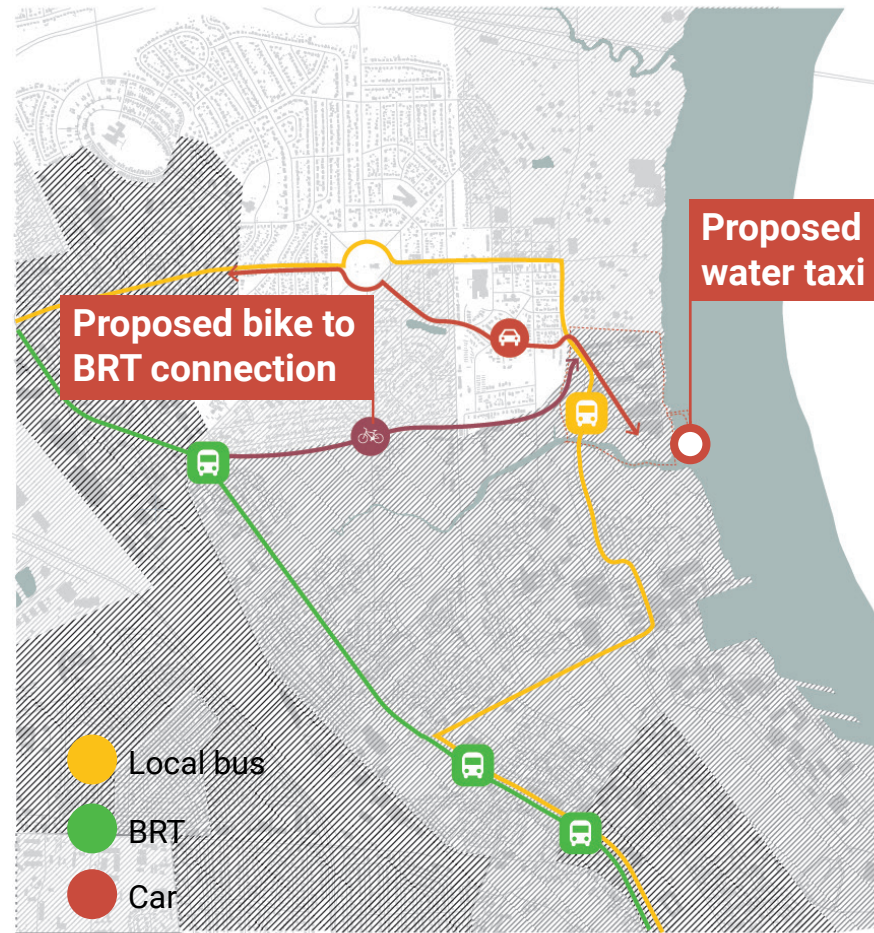 Proposed
water taxi
Proposed bike to
BRT connection
Local bus
BRT
Car